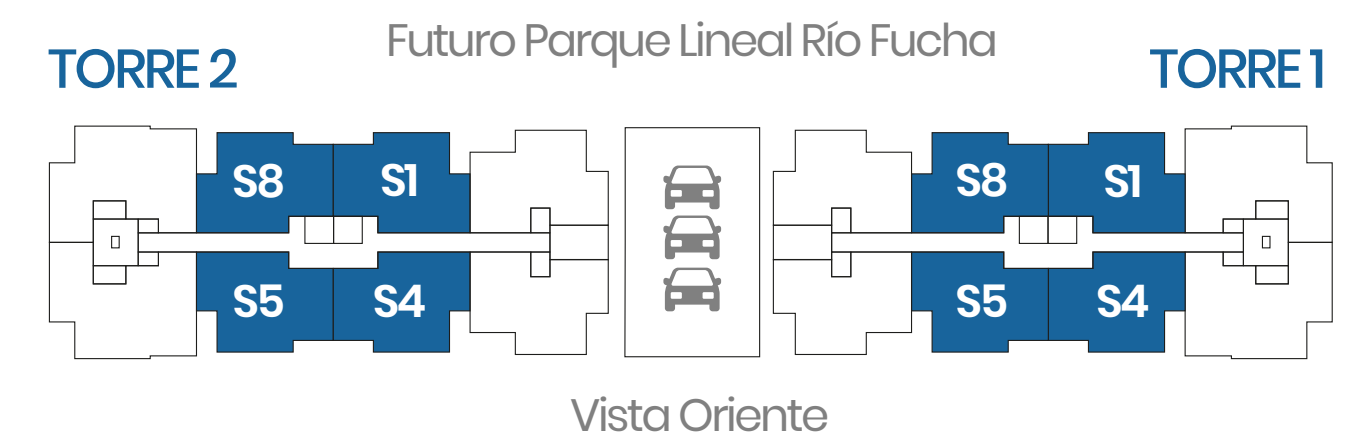 Futuro Parque Lineal Río Fucha
TORRE 2
TORRE 1
S8 S1 S8 S1
S5 S4 S5 S4
Vista Oriente